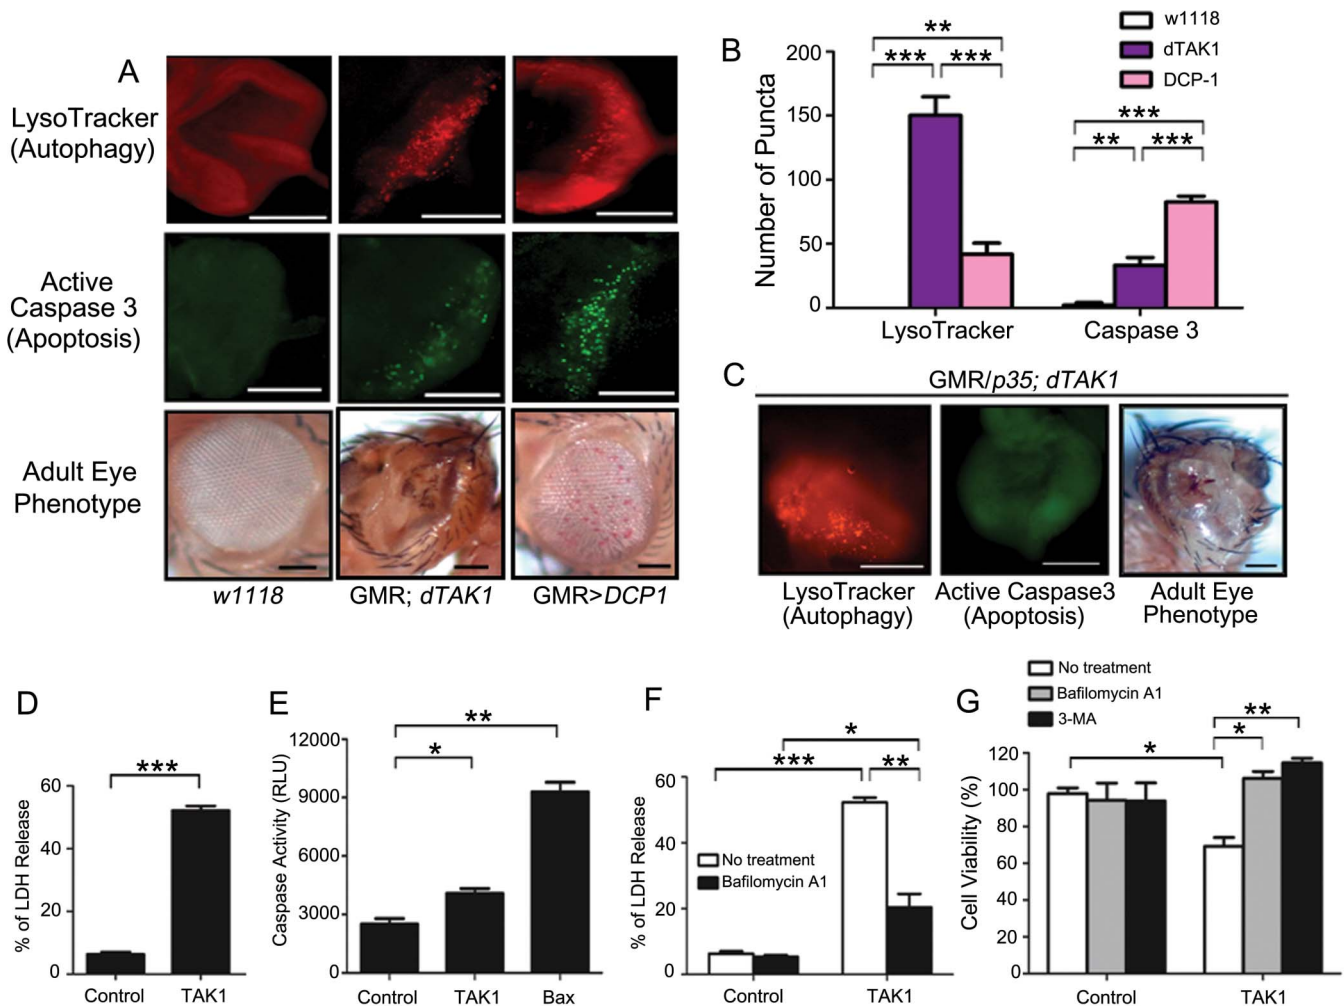 A
LysoTracker
(Autophagy)
Active
Caspase 3
(Apoptosis)
Adult Eye
Phenotype
w1118
GMR; dTAK1
GMR>DCP1
B
w1118
dTAK1
DCP-1
Number of Puncta
200
150
100
50
0
**
*** ***
***
** ***
LysoTracker
Caspase 3
C
GMR/p35; dTAK1
LysoTracker
(Autophagy)
Active Caspase3
(Apoptosis)
Adult Eye
Phenotype
D
% of LDH Release
60
40
20
0
***
Control
TAK1
E
Caspase Activity (RLU)
12000
9000
6000
3000
0
**
*
Control
TAK1
Bax
F
% of LDH Release
60
40
20
0
*
*** **
No treatment
Bafilomycin A1
Control
TAK1
G
No treatment
Bafilomycin A1
3-MA
Cell Viability (%)
120
100
80
60
40
20
0
**
* *
Control
TAK1